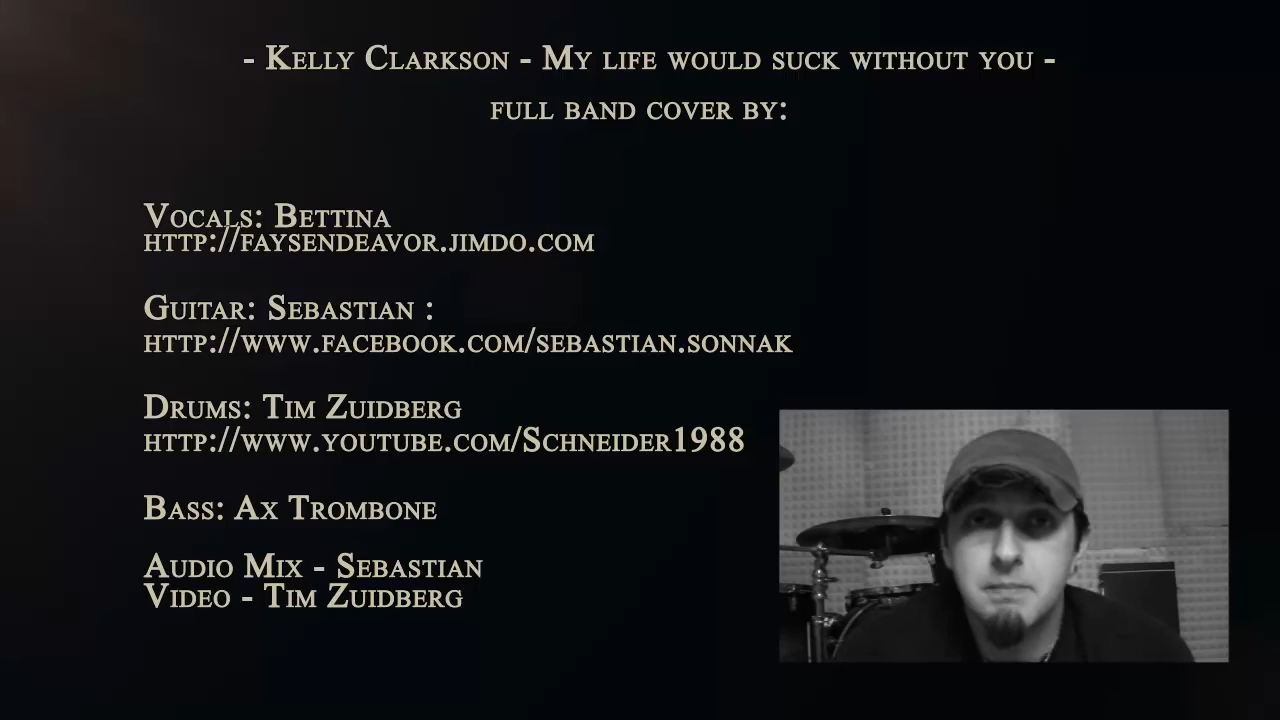 - Kelly Clarkson - My life would suck without you -
full band cover by:
Vocals: Bettina
http://faysendeavor.jimdo.com
Guitar: Sebastian :
http://www.facebook.com/sebastian.sonnak
Drums: Tim Zuidberg
http://www.youtube.com/Schneider1988
Bass: Ax Trombone
Audio Mix - Sebastian
Video - Tim Zuidberg